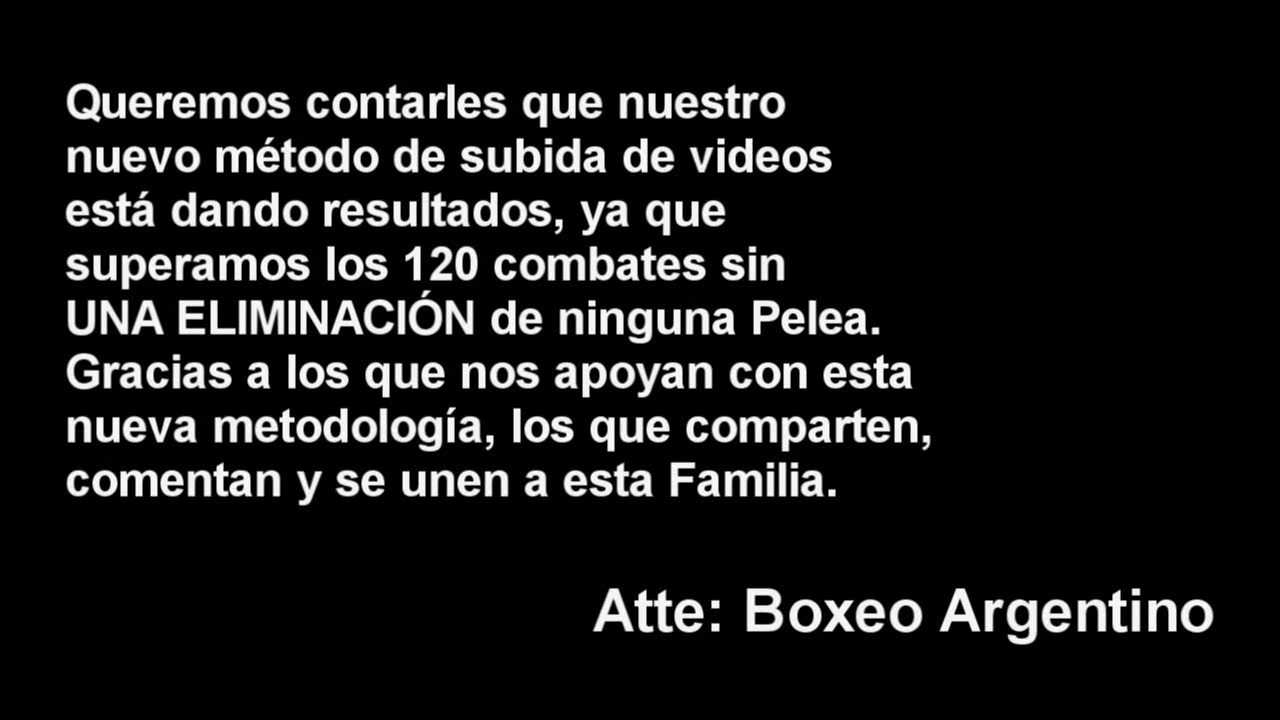 Queremos contarles que nuestro
nuevo método de subida de videos
está dando resultados, ya que
superamos los 120 combates sin
UNA ELIMINACIÓN de ninguna Pelea.
Gracias a los que nos apoyan con esta
nueva metodología, los que comparten,
comentan y se unen a esta Familia.
Atte: Boxeo Argentino